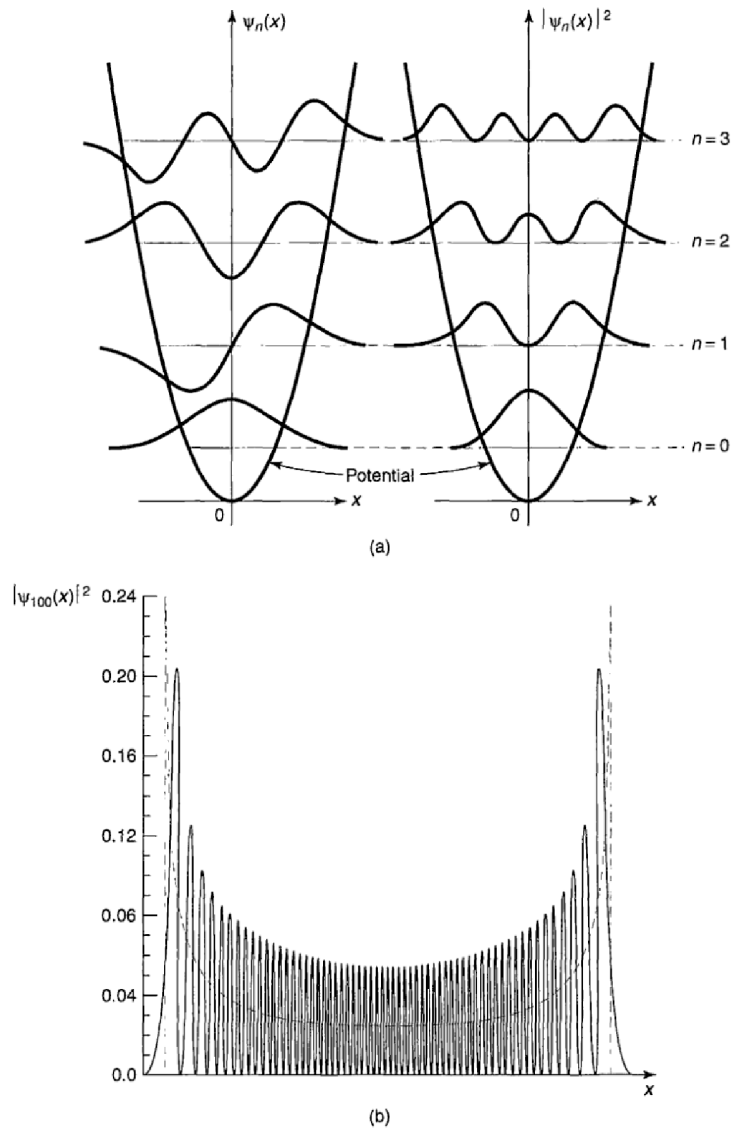 ψn(x)
|ψn(x)|²
n = 3
n = 2
n = 1
n = 0
Potential
x
x
0
0
(a)
|ψ100(x)|²
0.24
0.20
0.16
0.12
0.06
0.04
0.0
x
(b)